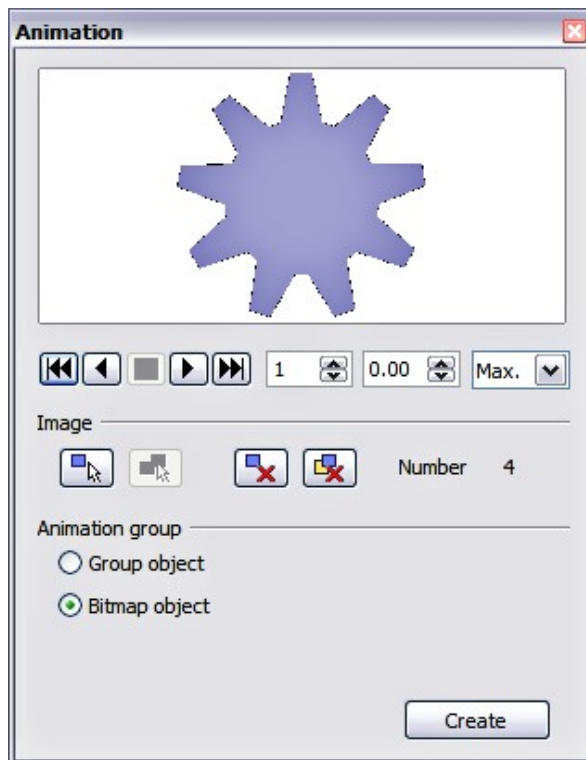 Animation
1 0.00 Max.
Image
Number 4
Animation group
Group object
Bitmap object
Create